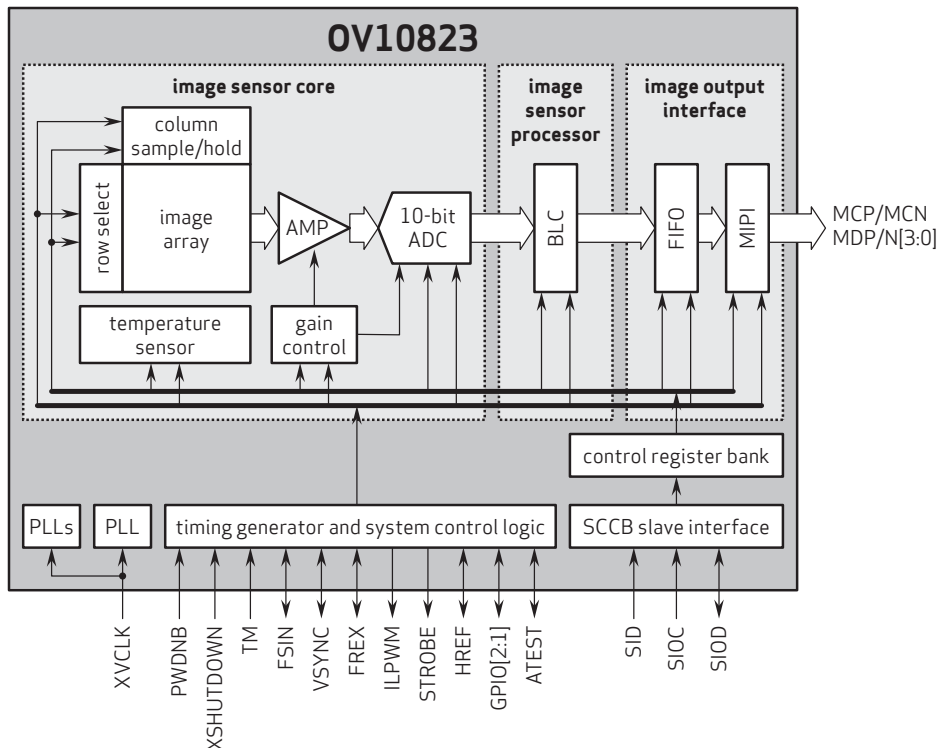 OV10823
image sensor core
image
sensor
processor
image output
interface
column
sample/hold
row select
image
array
AMP
10-bit
ADC
BLC
FIFO
MIPI
MCP/MCN
MDP/N[3:0]
temperature
sensor
gain
control
control register bank
PLLs
PLL
timing generator and system control logic
SCCB slave interface
XVCLK
PWDNB
XSHUTDOWN
TM
FSIN
VSYNC
FREX
ILPWM
STROBE
HREF
GPIO[2:1]
ATEST
SID
SIOC
SIOD